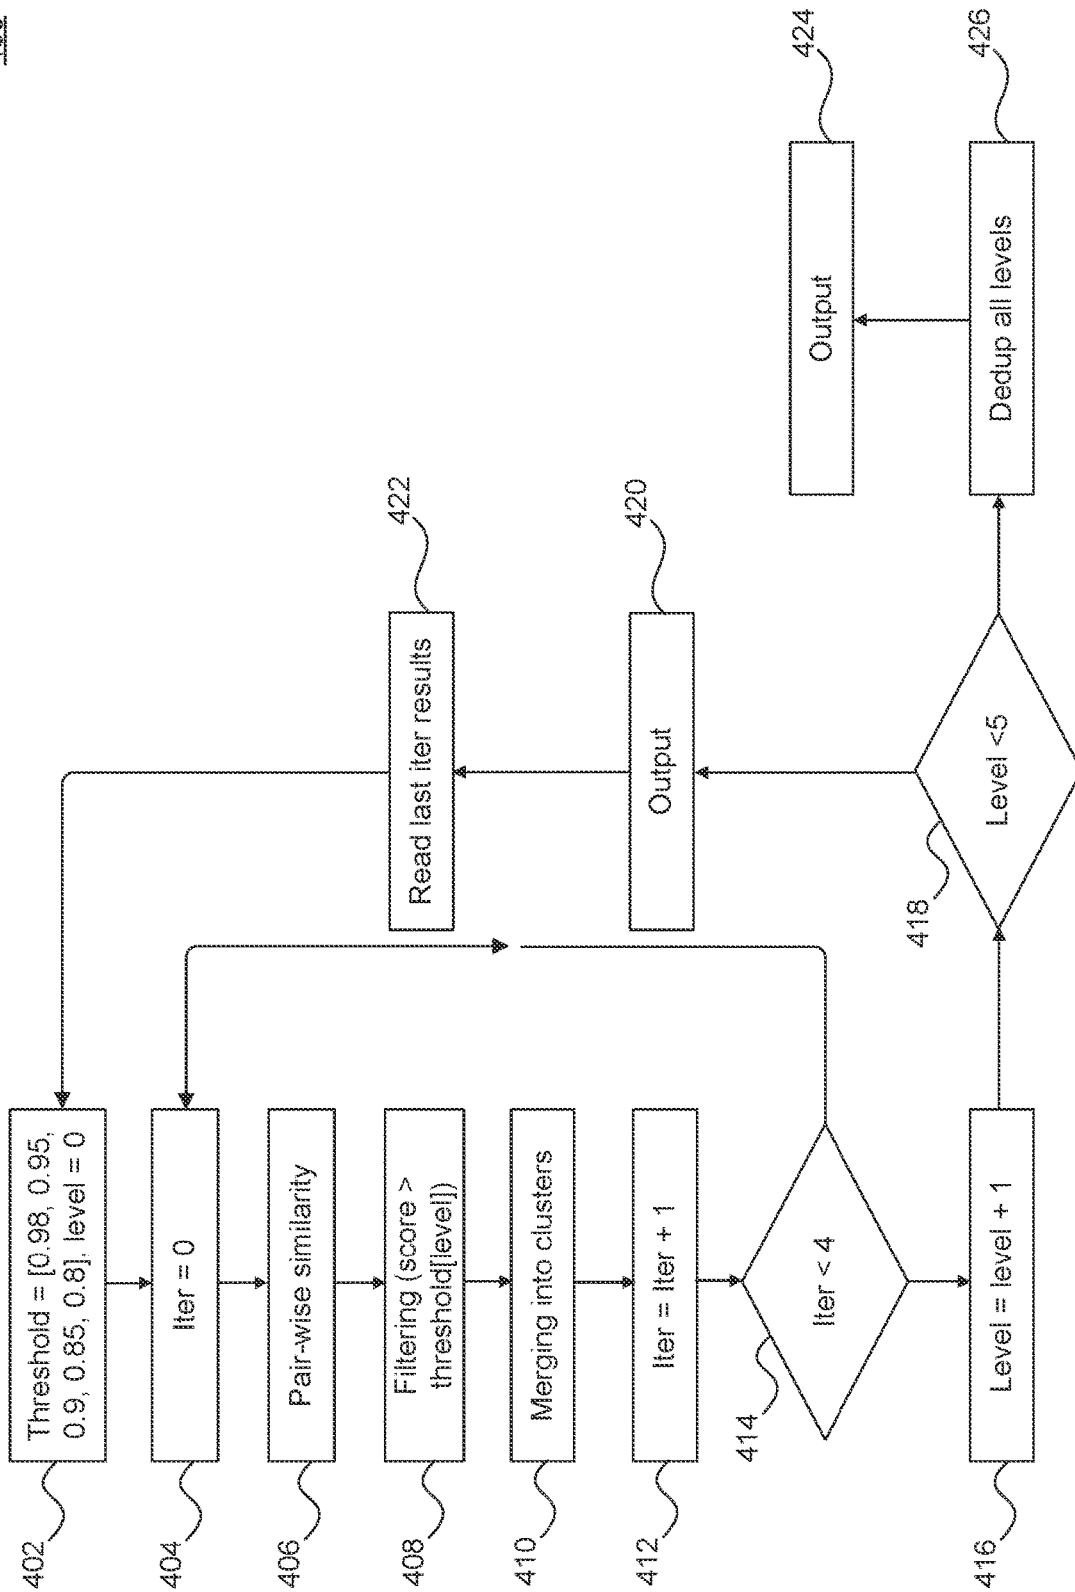 402
Threshold = [0.98, 0.95,
0.9, 0.85, 0.8], level = 0
404
Iter = 0
406
Pair-wise similarity
408
Filtering (score >
threshold[level])
410
Merging into clusters
412
Iter = Iter + 1
414
Iter < 4
416
Level = level + 1
418
Level <5
420
Output
422
Read last iter results
424
Output
426
Dedup all levels